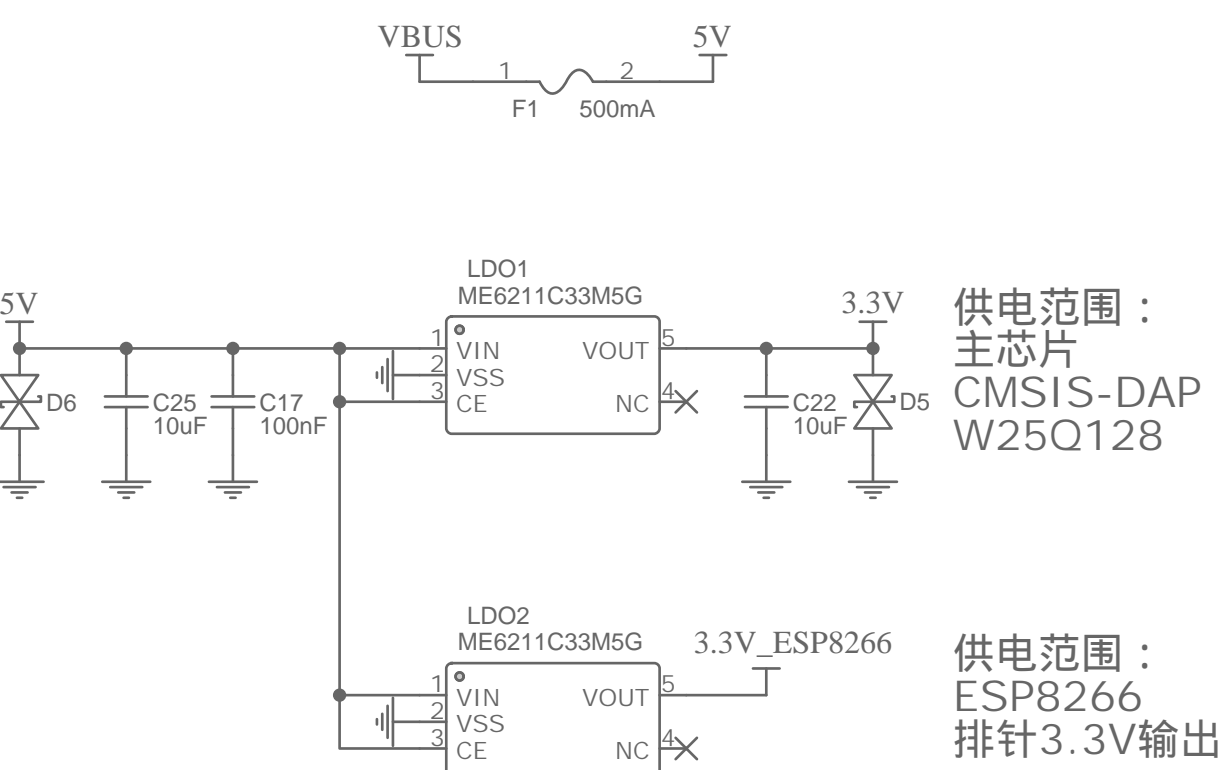 VBUS
5V
1
2
F1
500mA
LDO1
ME6211C33M5G
5V
3.3V
供电范围：
主芯片
CMSIS-DAP
W25Q128
1
VIN
VOUT
5
2
VSS
3
CE
NC
4
D6
C25
10uF
C17
100nF
C22
10uF
D5
LDO2
ME6211C33M5G
3.3V_ESP8266
供电范围：
ESP8266
排针3.3V输出
1
VIN
VOUT
5
2
VSS
3
CE
NC
4